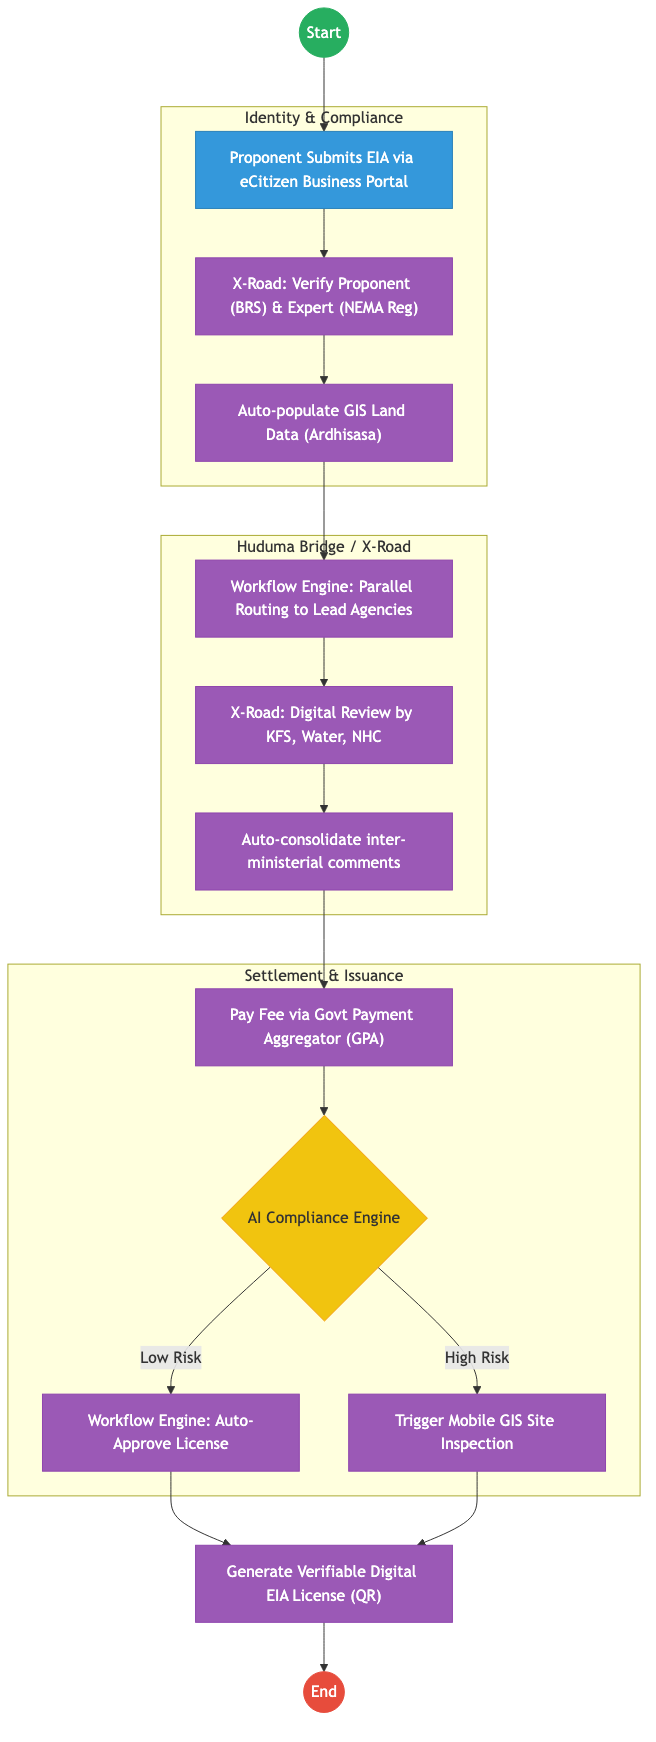 Start
Identity & Compliance
Proponent Submits EIA via
eCitizen Business Portal
X-Road: Verify Proponent
(BRS) & Expert (NEMA Reg)
Auto-populate GIS Land
Data (Ardhisasa)
Huduma Bridge / X-Road
Workflow Engine: Parallel
Routing to Lead Agencies
X-Road: Digital Review by
KFS, Water, NHC
Auto-consolidate inter-
ministerial comments
Settlement & Issuance
Pay Fee via Govt Payment
Aggregator (GPA)
AI Compliance Engine
Low Risk
High Risk
Workflow Engine: Auto-
Approve License
Trigger Mobile GIS Site
Inspection
Generate Verifiable Digital
EIA License (QR)
End